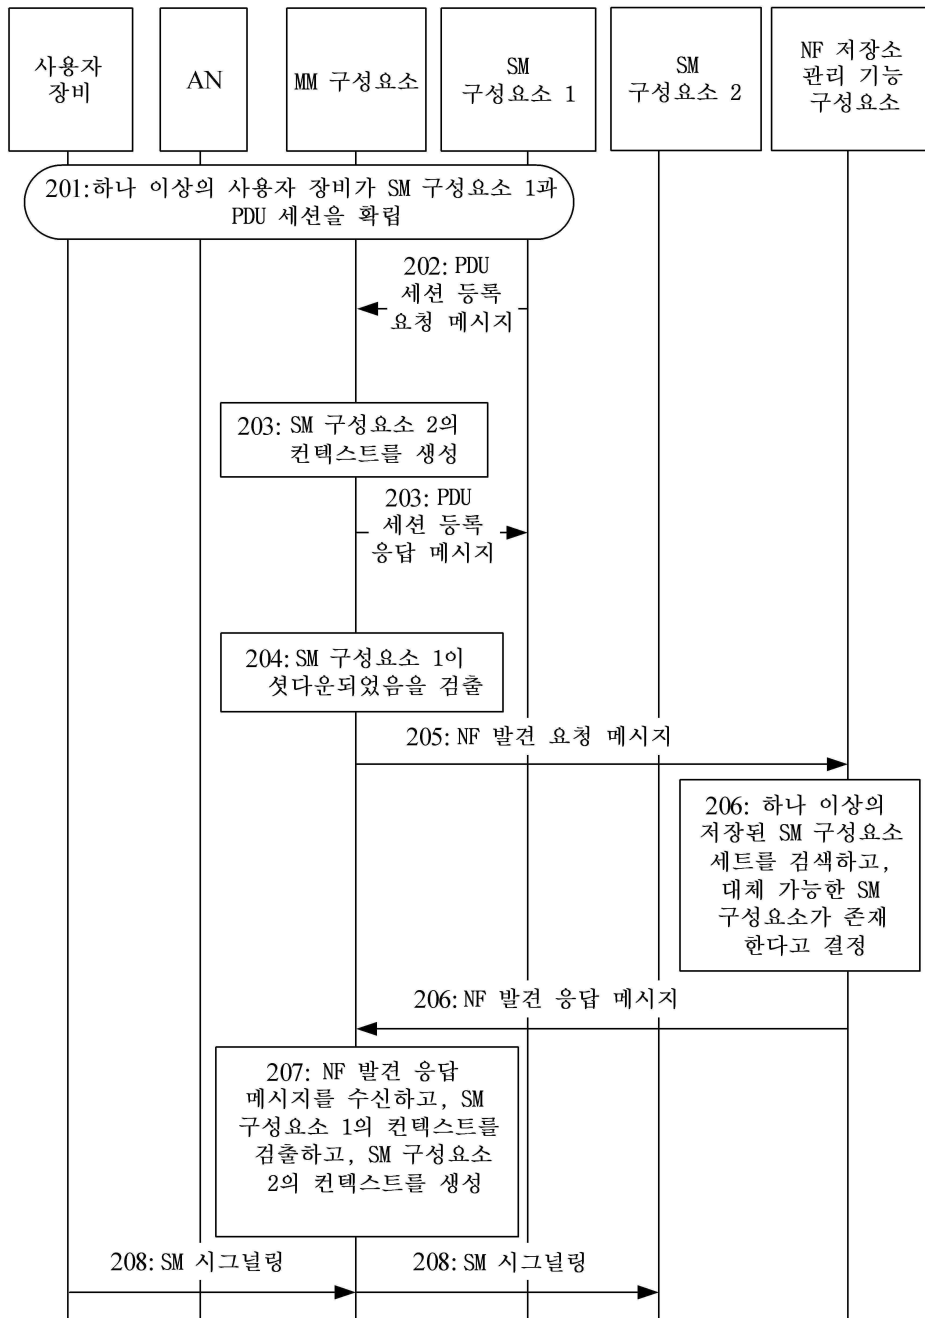 사용자
장비
AN
MM 구성요소
SM
구성요소 1
SM
구성요소 2
NF 저장소
관리 기능
구성요소
201:하나 이상의 사용자 장비가 SM 구성요소 1과
PDU 세션을 확립
202: PDU
세션 등록
요청 메시지
203: SM 구성요소 2의
컨텍스트를 생성
203: PDU
세션 등록
응답 메시지
204: SM 구성요소 1이
셧다운되었음을 검출
205: NF 발견 요청 메시지
206: 하나 이상의
저장된 SM 구성요소
세트를 검색하고,
대체 가능한 SM
구성요소가 존재
한다고 결정
206: NF 발견 응답 메시지
207: NF 발견 응답
메시지를 수신하고, SM
구성요소 1의 컨텍스트를
검출하고, SM 구성요소
2의 컨텍스트를 생성
208: SM 시그널링
208: SM 시그널링